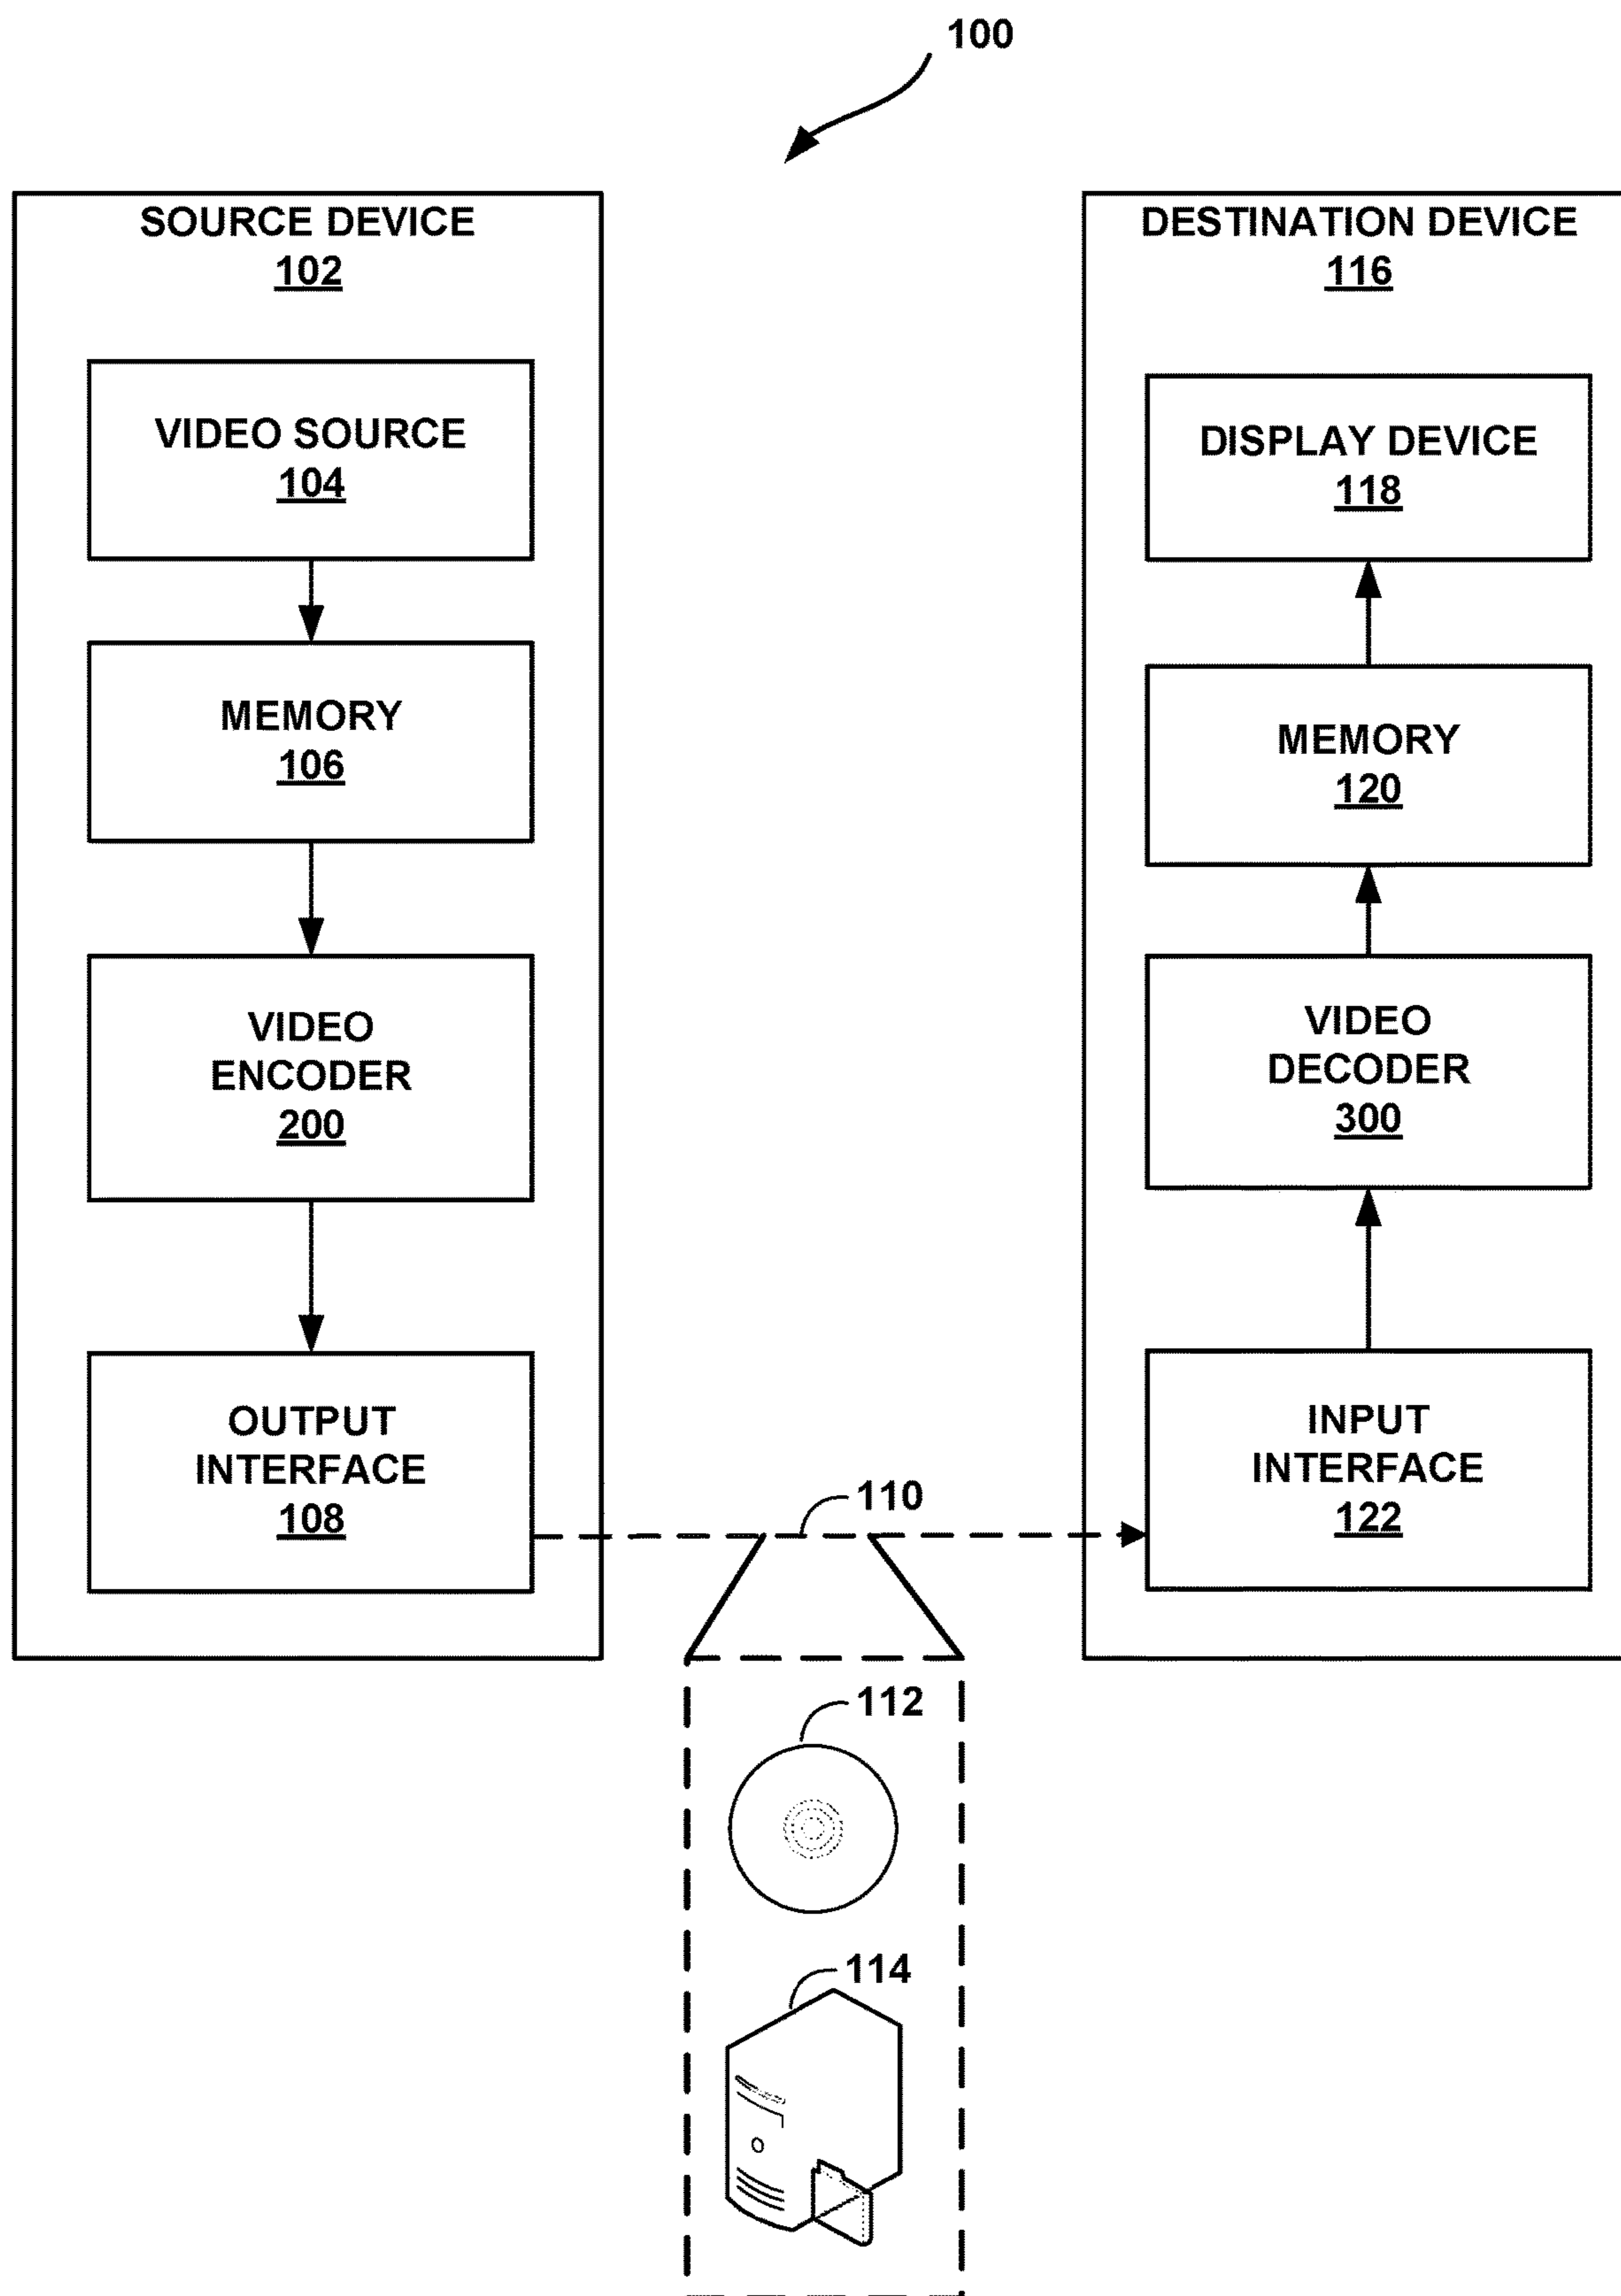 100
SOURCE DEVICE
102
VIDEO SOURCE
104
MEMORY
106
VIDEO
ENCODER
200
OUTPUT
INTERFACE
108
DESTINATION DEVICE
116
DISPLAY DEVICE
118
MEMORY
120
VIDEO
DECODER
300
INPUT
INTERFACE
122
110
112
114